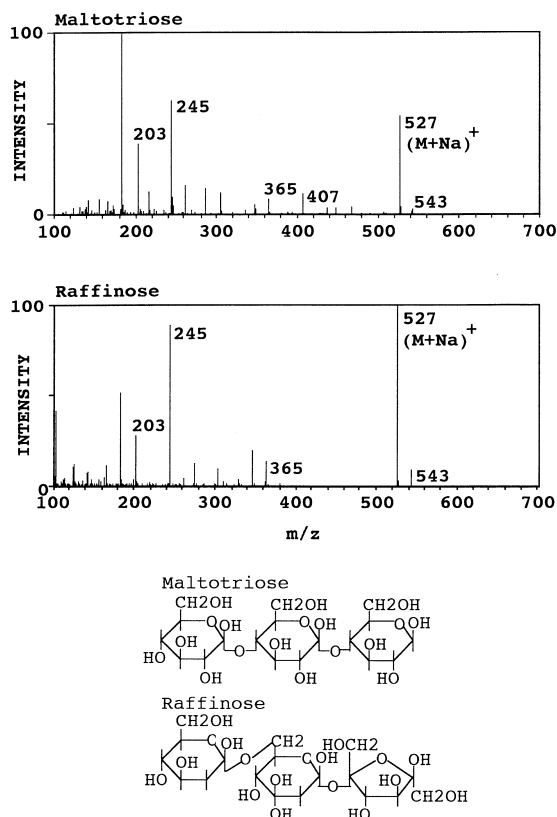 Maltotriose
100
INTENSITY
0
203
245
365
407
527
(M+Na)+
543
100 200 300 400 500 600 700
Raffinose
100
INTENSITY
0
203
245
365
527
(M+Na)+
543
100 200 300 400 500 600 700
m/z
Maltotriose
CH2OH CH2OH CH2OH
O OH O OH O OH
OH OH OH
HO O O
OH OH HO
Raffinose
CH2OH
O OH O CH2 HOCH2
OH O O OH
HO OH OH HO
HO O CH2OH
OH HO OH